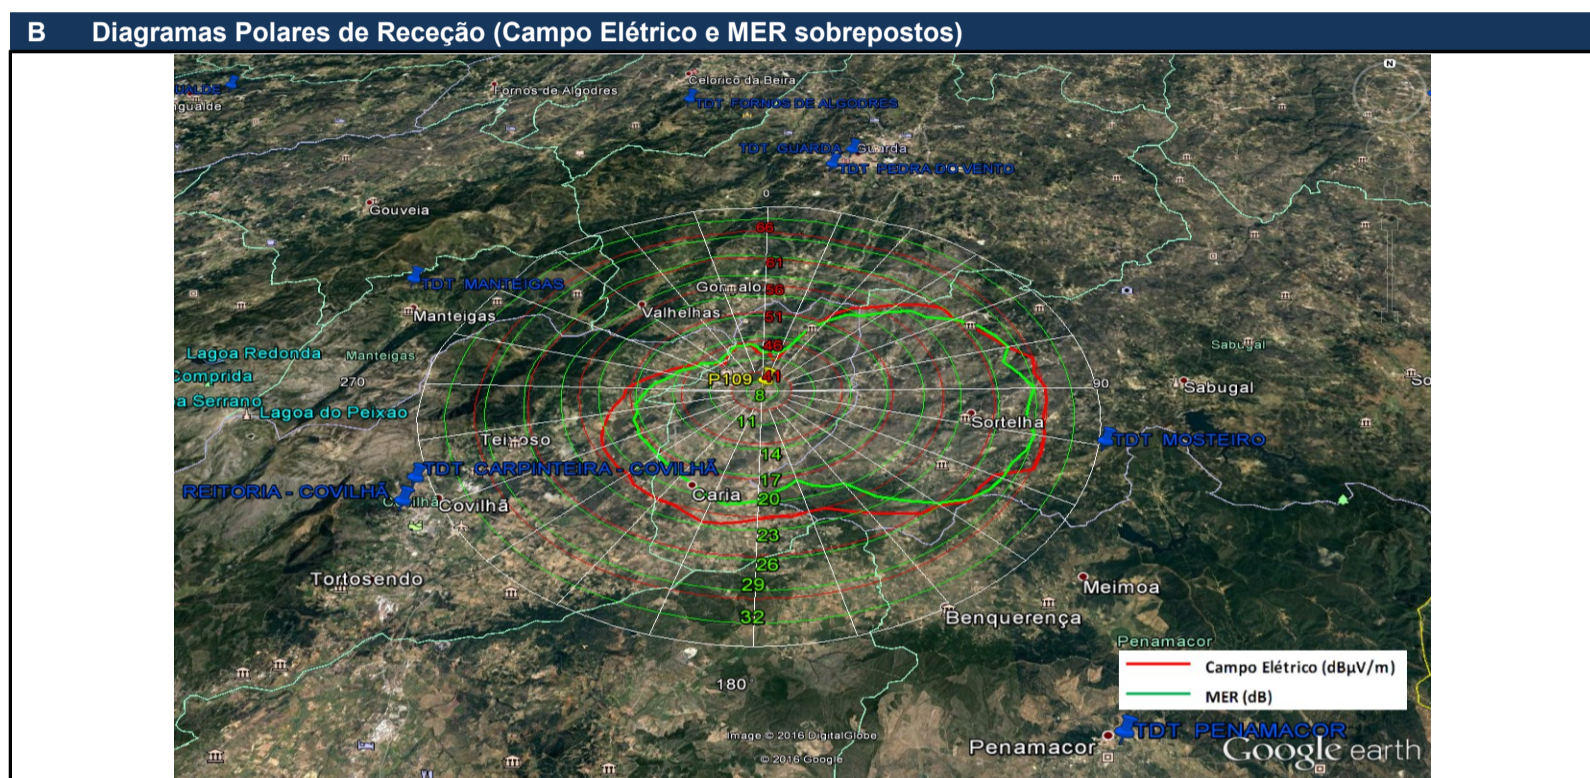 B Diagramas Polares de Receção (Campo Elétrico e MER sobrepostos)
Celorico da Beira
Fornos de Algodres
TDT FORNOS DE ALGODRES
TDT GUARDA
Guarda
TDT PEDRA DO VENTO
N
0
Gouveia
66
61
TDT MANTEIGAS
Gonçalo
56
Manteigas
Valhelhas
51
46
Lagoa Redonda
Manteigas
Sabugal
Comprida
270
P109
41
90
Sabugal
8
Lagoa do Peixão
11
Sortelha
Teixoso
TDT MOSTEIRO
14
TDT CARPINTEIRA - COVILHÃ
17
REITORIA - COVILHÃ
Covilhã
Caria
20
23
26
Tortosendo
29
Meimoa
32
Benquerença
Penamacor
180
Campo Elétrico (dBµV/m)
MER (dB)
Image © 2016 DigitalGlobe
© 2016 Google
Penamacor
TDT PENAMACOR
Google earth